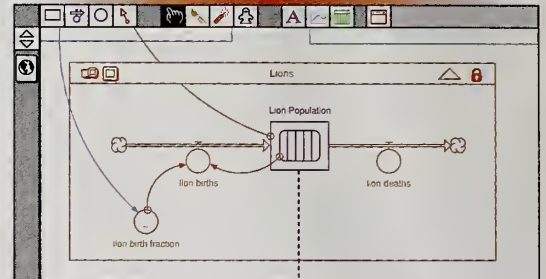 A
Lions
Lion Population
lion births
lion deaths
lion birth fraction